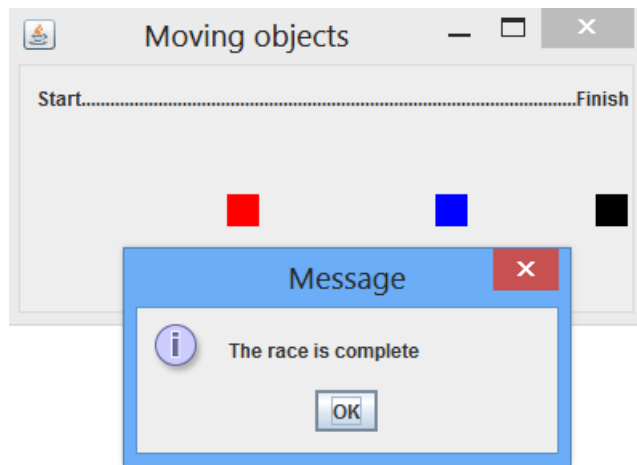 Moving objects
Start....................................................................................................Finish
Message
The race is complete
OK